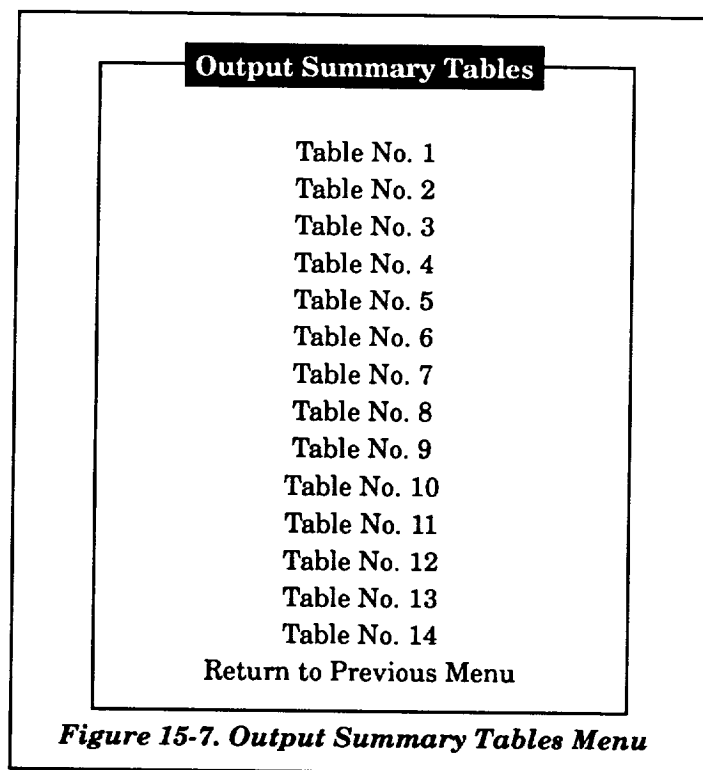 Output Summary Tables
Table No. 1
Table No. 2
Table No. 3
Table No. 4
Table No. 5
Table No. 6
Table No. 7
Table No. 8
Table No. 9
Table No. 10
Table No. 11
Table No. 12
Table No. 13
Table No. 14
Return to Previous Menu
Figure 15-7. Output Summary Tables Menu